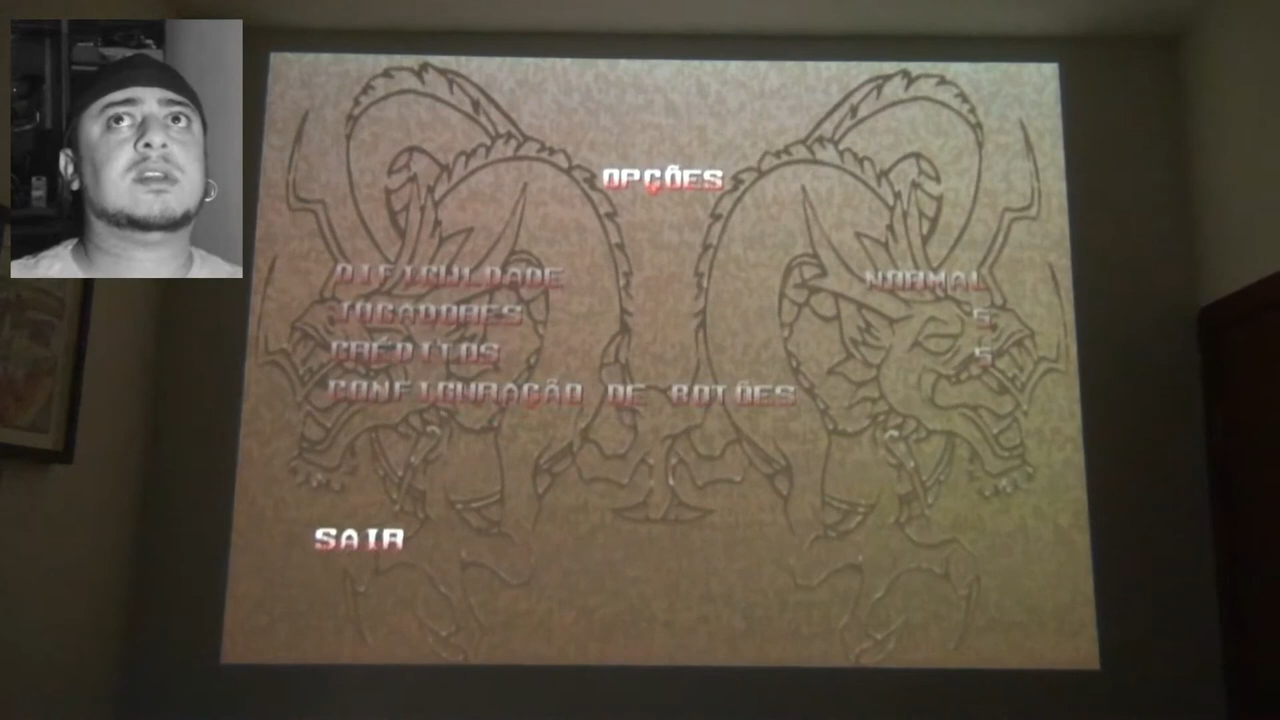 OPÇÕES
DIFICULDADE NORMAL
JOGADORES 5
CRÉDITOS 5
CONFIGURAÇÃO DE BOTÕES
SAIR